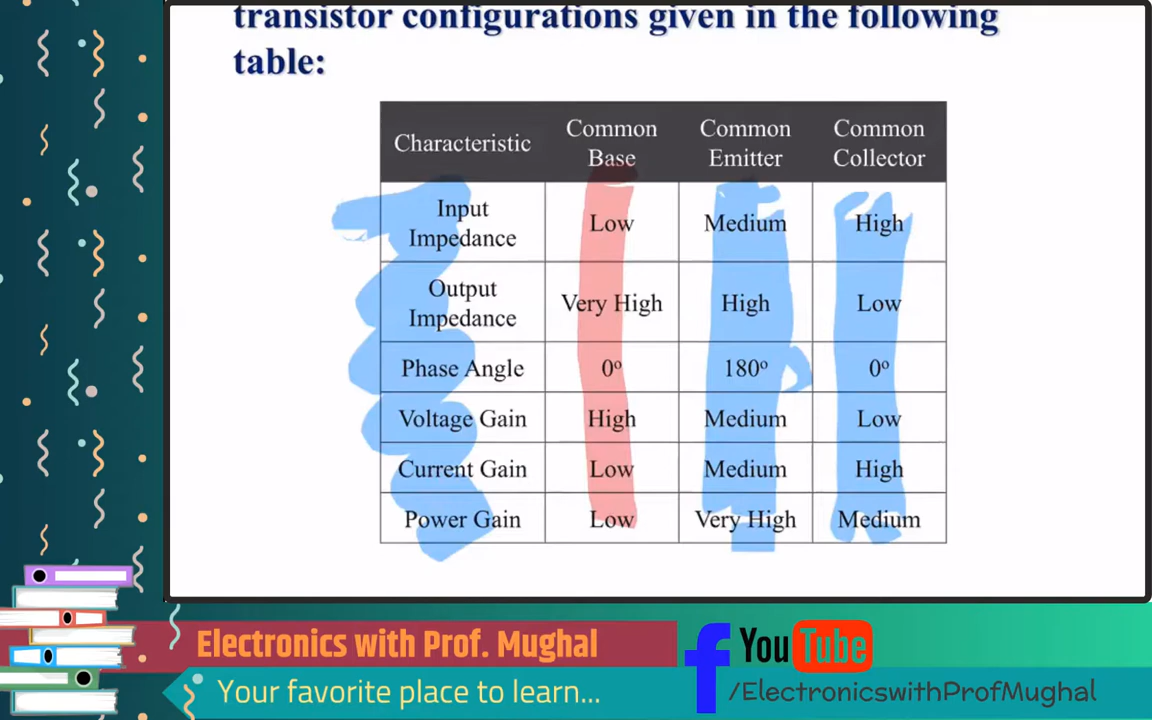 transistor configurations given in the following
table:
Characteristic Common Base Common Emitter Common Collector
Input Impedance Low Medium High
Output Impedance Very High High Low
Phase Angle 0º 180º 0º
Voltage Gain High Medium Low
Current Gain Low Medium High
Power Gain Low Very High Medium
Electronics with Prof. Mughal
Your favorite place to learn...
f YouTube
/ElectronicswithProfMughal